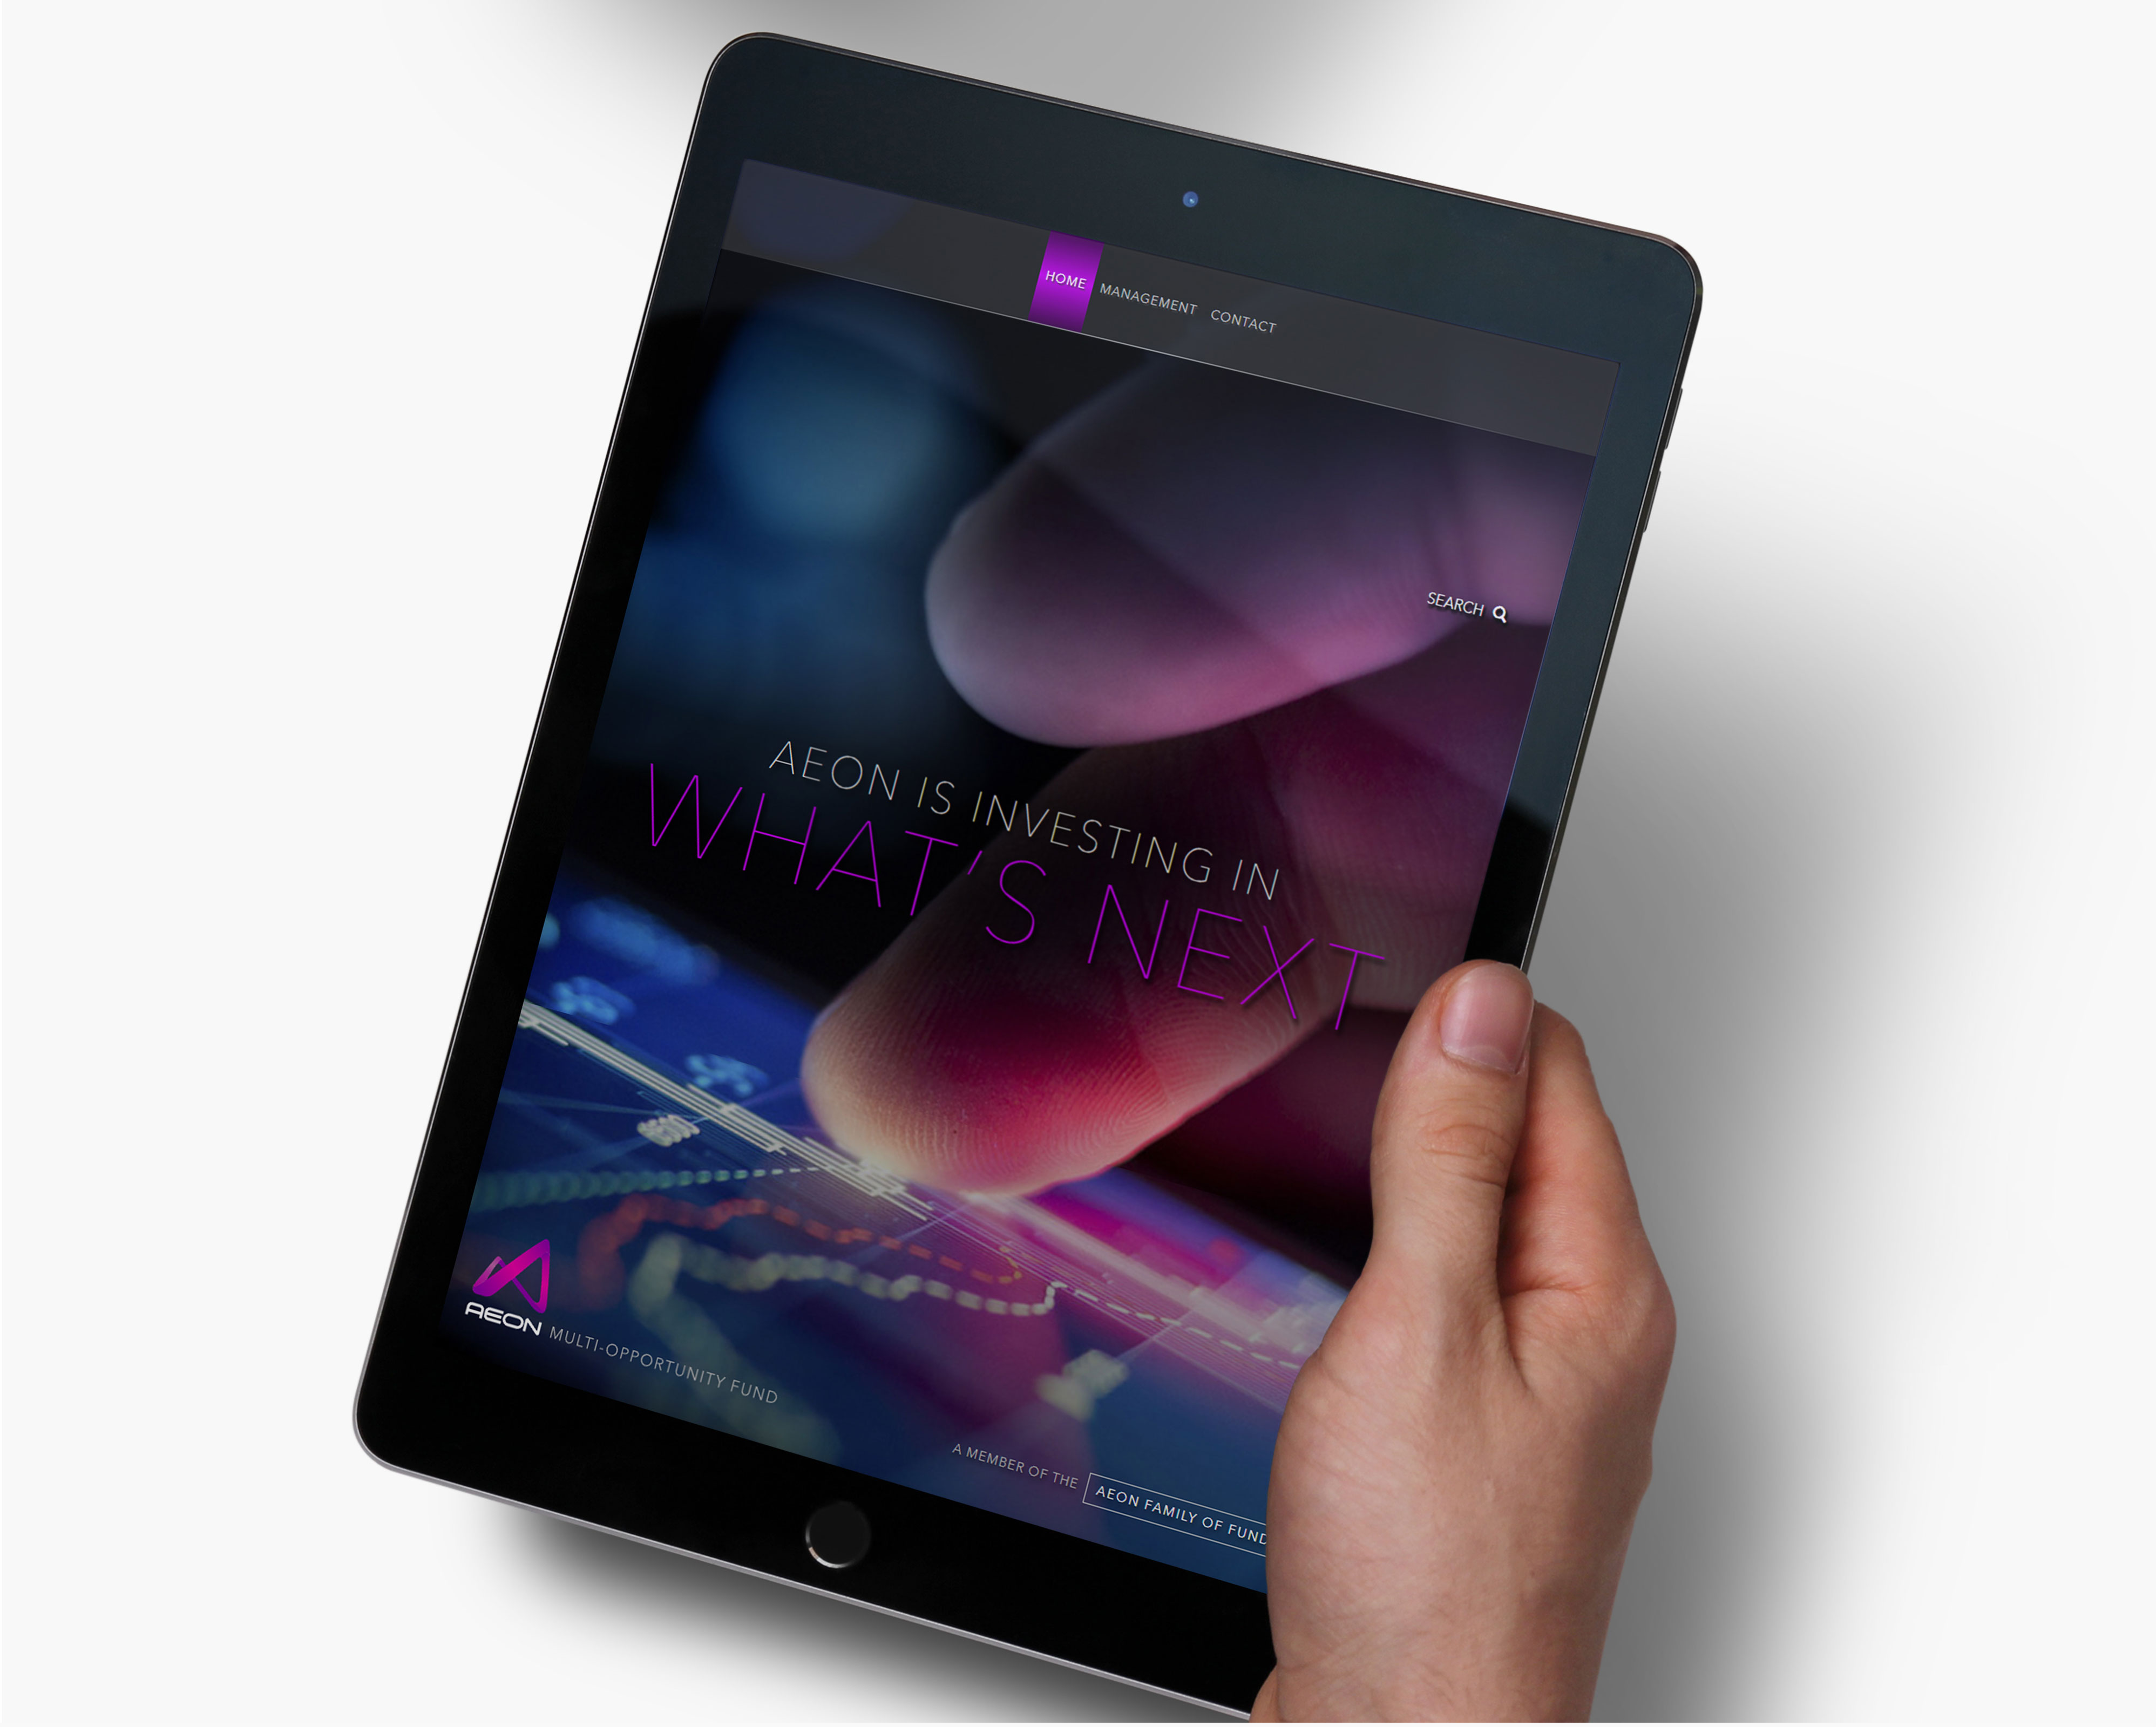 HOME MANAGEMENT CONTACT
SEARCH
AEON IS INVESTING IN
WHAT'S NEXT
AEON MULTI-OPPORTUNITY FUND
A MEMBER OF THE AEON FAMILY OF FUND